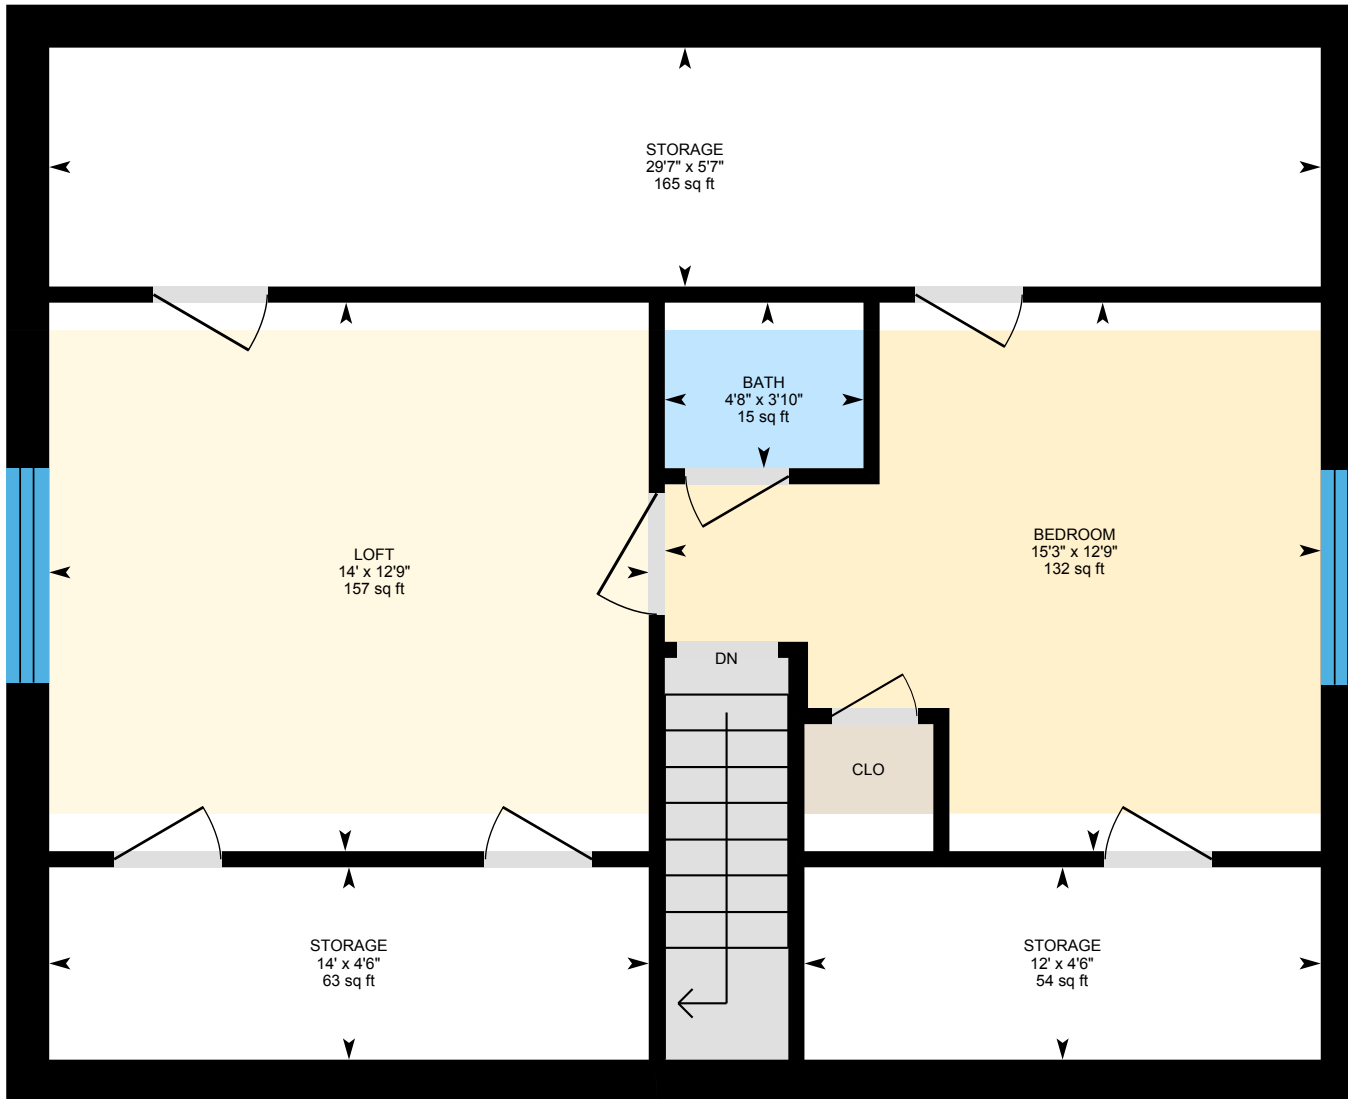 STORAGE
29'7" x 5'7"
165 sq ft
BATH
4'8" x 3'10"
15 sq ft
LOFT
14' x 12'9"
157 sq ft
BEDROOM
15'3" x 12'9"
132 sq ft
DN
CLO
STORAGE
14' x 4'6"
63 sq ft
STORAGE
12' x 4'6"
54 sq ft